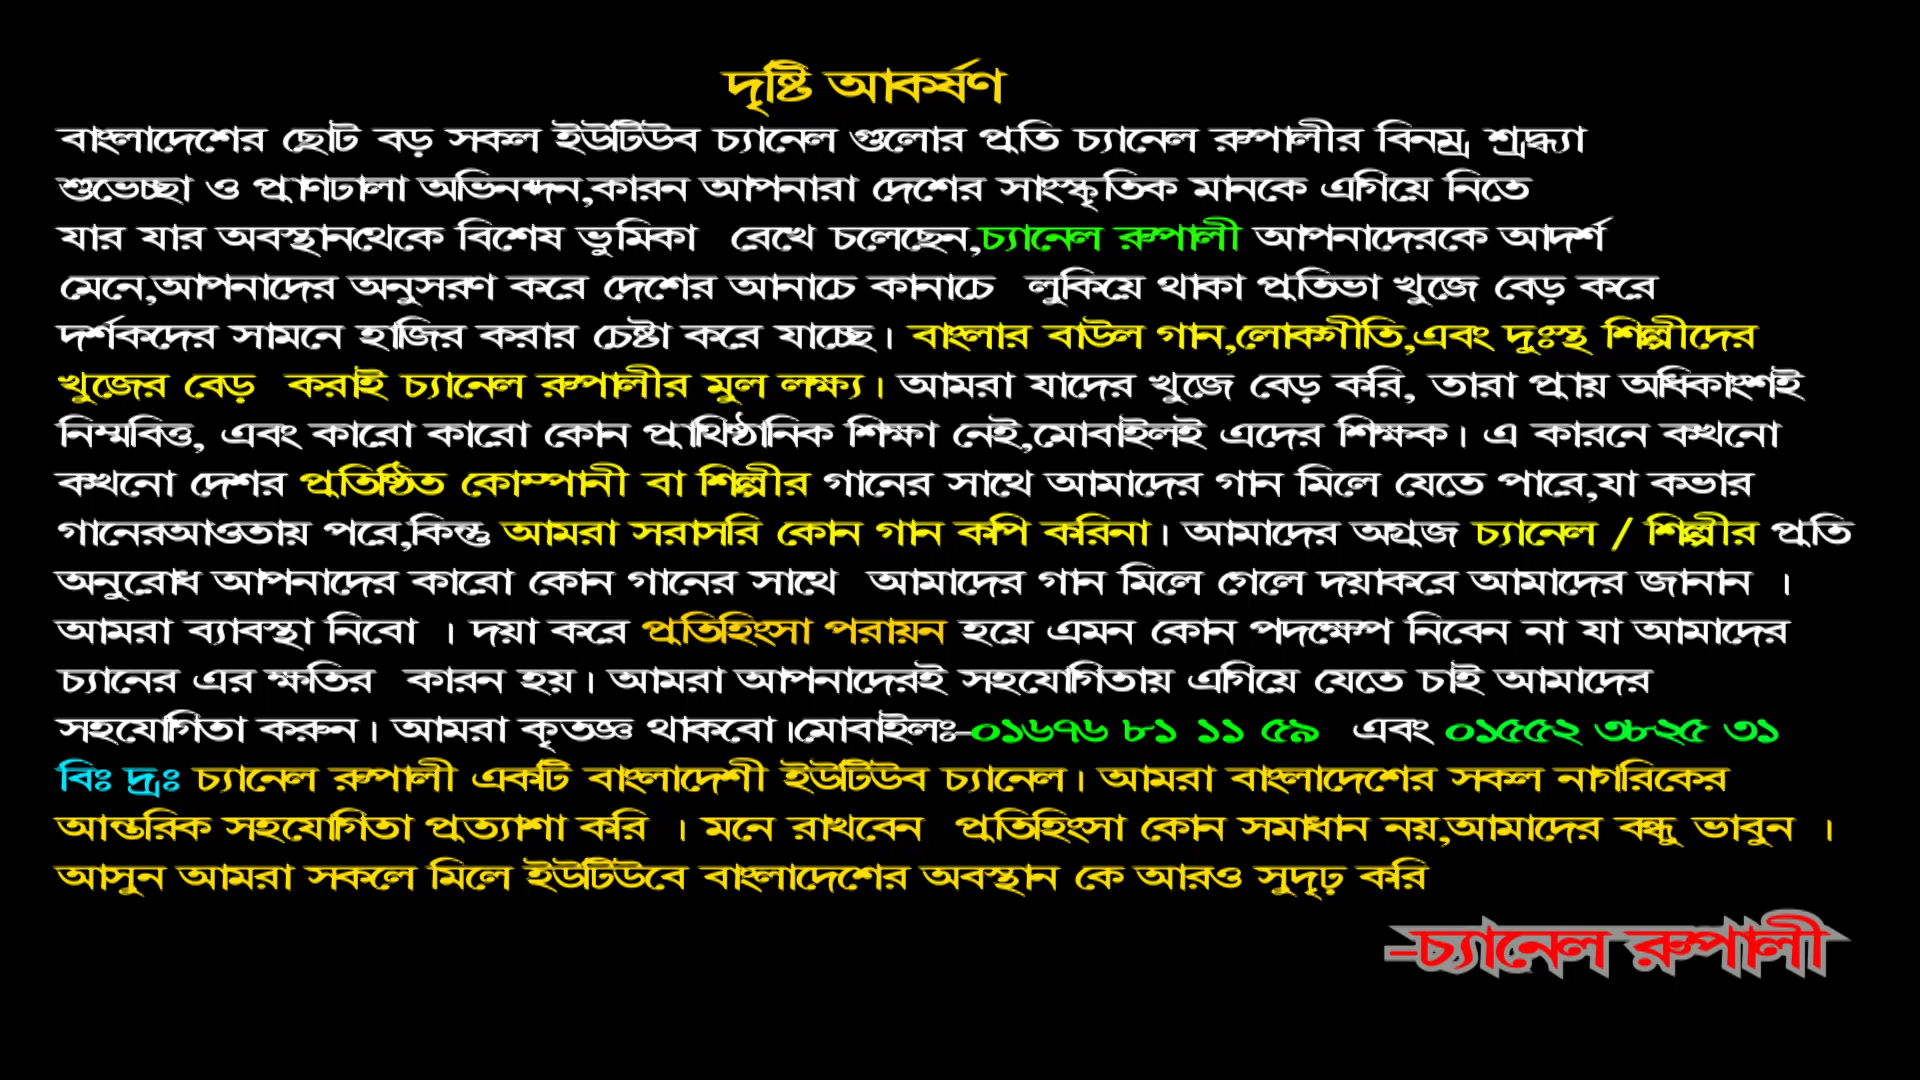 দৃষ্টি আকর্ষণ
বাংলাদেশের ছোট বড় সকল ইউটিউব চ্যানেল গুলোর প্রতি চ্যানেল রুপালীর বিনম্র শ্রদ্ধ্যা
শুভেচ্ছা ও প্রাণঢালা অভিনন্দন,কারন আপনারা দেশের সাংস্কৃতিক মানকে এগিয়ে নিতে
যার যার অবস্থানথেকে বিশেষ ভুমিকা রেখে চলেছেন,চ্যানেল রুপালী আপনাদেরকে আদর্শ
মেনে,আপনাদের অনুসরণ করে দেশের আনাচে কানাচে লুকিয়ে থাকা প্রতিভা খুজে বেড় করে
দর্শকদের সামনে হাজির করার চেষ্টা করে যাচ্ছে। বাংলার বাউল গান,লোকগীতি,এবং দুঃস্থ শিল্পীদের
খুজের বেড় করাই চ্যানেল রুপালীর মুল লক্ষ্য। আমরা যাদের খুজে বেড় করি, তারা প্রায় অধিকাংশই
নিম্মবিত্ত, এবং কারো কারো কোন প্রাথিষ্ঠানিক শিক্ষা নেই,মোবাইলই এদের শিক্ষক। এ কারনে কখনো
কখনো দেশর প্রতিষ্ঠিত কোম্পানী বা শিল্পীর গানের সাথে আমাদের গান মিলে যেতে পারে,যা কভার
গানেরআওতায় পরে,কিন্তু আমরা সরাসরি কোন গান কপি করিনা। আমাদের অগ্রজ চ্যানেল / শিল্পীর প্রতি
অনুরোধ আপনাদের কারো কোন গানের সাথে আমাদের গান মিলে গেলে দয়াকরে আমাদের জানান ।
আমরা ব্যাবস্থা নিবো । দয়া করে প্রতিহিংসা পরায়ন হয়ে এমন কোন পদক্ষেপ নিবেন না যা আমাদের
চ্যানের এর ক্ষতির কারন হয়। আমরা আপনাদেরই সহযোগিতায় এগিয়ে যেতে চাই আমাদের
সহযোগিতা করুন। আমরা কৃতজ্ঞ থাকবো।মোবাইলঃ-০১৬৭৬ ৮১ ১১ ৫৯ এবং ০১৫৫২ ৩৮২৫ ৩১
বিঃ দ্রঃ চ্যানেল রুপালী একটি বাংলাদেশী ইউটিউব চ্যানেল। আমরা বাংলাদেশের সকল নাগরিকের
আন্তরিক সহযোগিতা প্রত্যাশা করি । মনে রাখবেন প্রতিহিংসা কোন সমাধান নয়,আমাদের বন্ধু ভাবুন ।
আসুন আমরা সকলে মিলে ইউটিউবে বাংলাদেশের অবস্থান কে আরও সুদৃঢ় করি
-চ্যানেল রুপালী